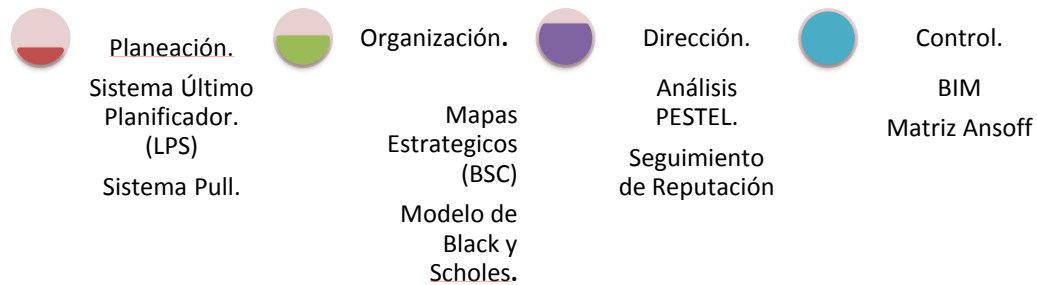 Planeación.
Sistema Último
Planificador.
(LPS)
Sistema Pull.
Organización.
Mapas
Estrategicos
(BSC)
Modelo de
Black y
Scholes.
Dirección.
Análisis
PESTEL.
Seguimiento
de Reputación
Control.
BIM
Matriz Ansoff